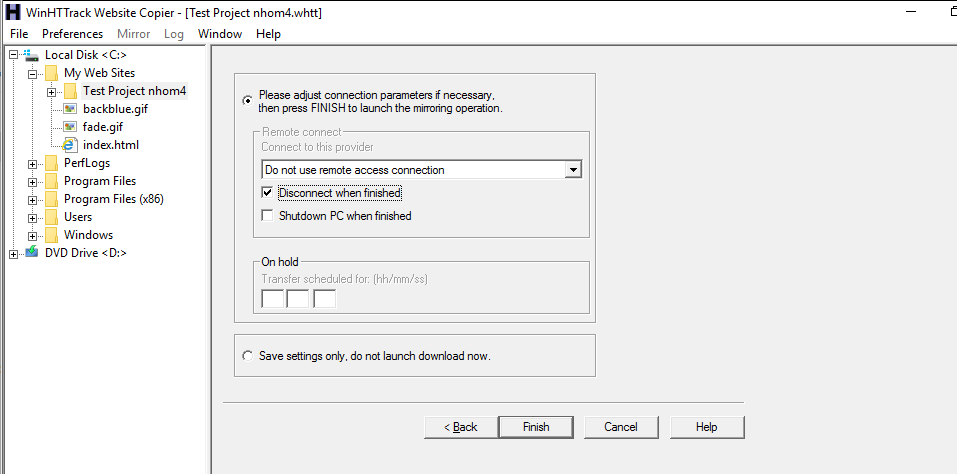 WinHTTrack Website Copier - [Test Project nhom4.whtt]
File Preferences Mirror Log Window Help
Local Disk <C:>
My Web Sites
Test Project nhom4
backblue.gif
fade.gif
index.html
PerfLogs
Program Files
Program Files (x86)
Users
Windows
DVD Drive <D:>
Please adjust connection parameters if necessary,
then press FINISH to launch the mirroring operation.
Remote connect
Connect to this provider
Do not use remote access connection
Disconnect when finished
Shutdown PC when finished
On hold
Transfer scheduled for: (hh/mm/ss)
Save settings only, do not launch download now.
< Back Finish Cancel Help